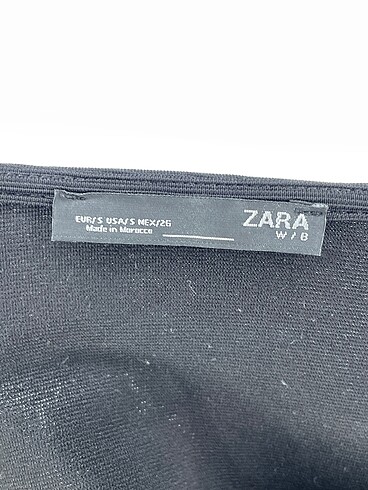 EUR/S USA/S MEX/26
Made in Morocco
ZARA
W / B